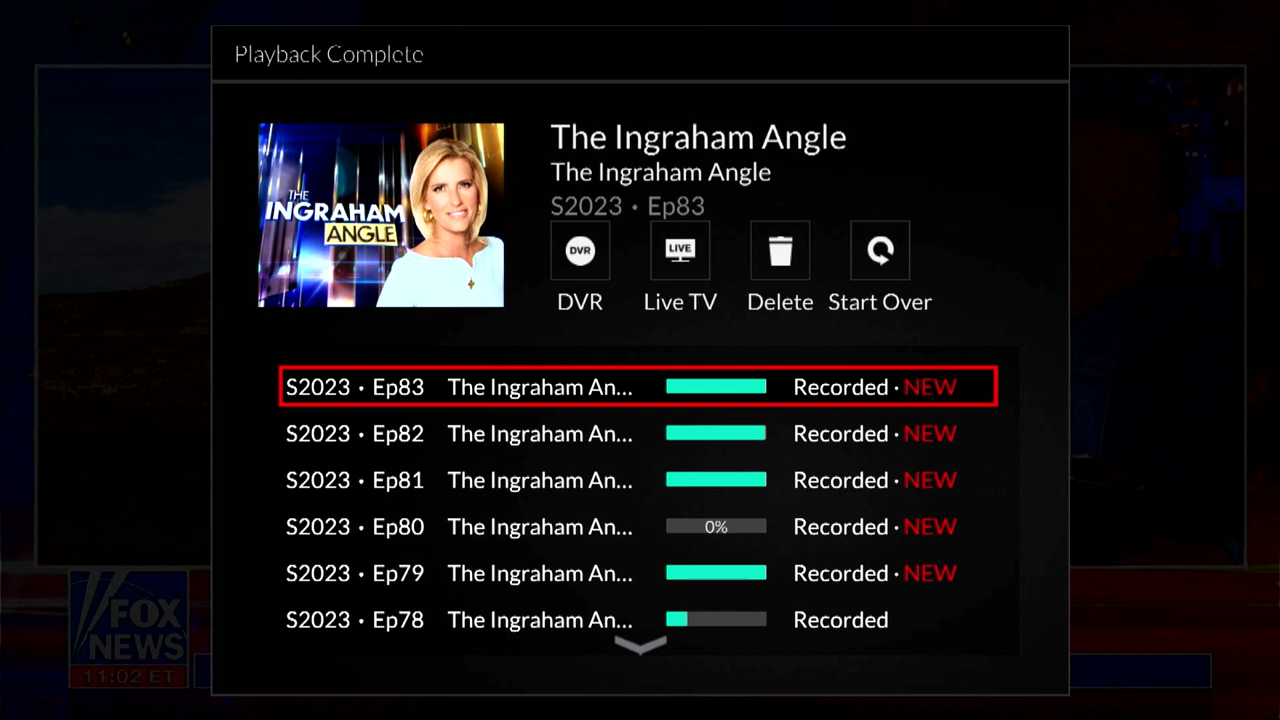 Playback Complete
THE
INGRAHAM
ANGLE
The Ingraham Angle
The Ingraham Angle
S2023 • Ep83
DVR
LIVE
DVR
Live TV
Delete
Start Over
S2023 • Ep83 The Ingraham An... Recorded · NEW
S2023 • Ep82 The Ingraham An... Recorded · NEW
S2023 • Ep81 The Ingraham An... Recorded · NEW
S2023 • Ep80 The Ingraham An... 0% Recorded · NEW
S2023 • Ep79 The Ingraham An... Recorded · NEW
S2023 • Ep78 The Ingraham An... Recorded
FOX
NEWS
11:02 ET